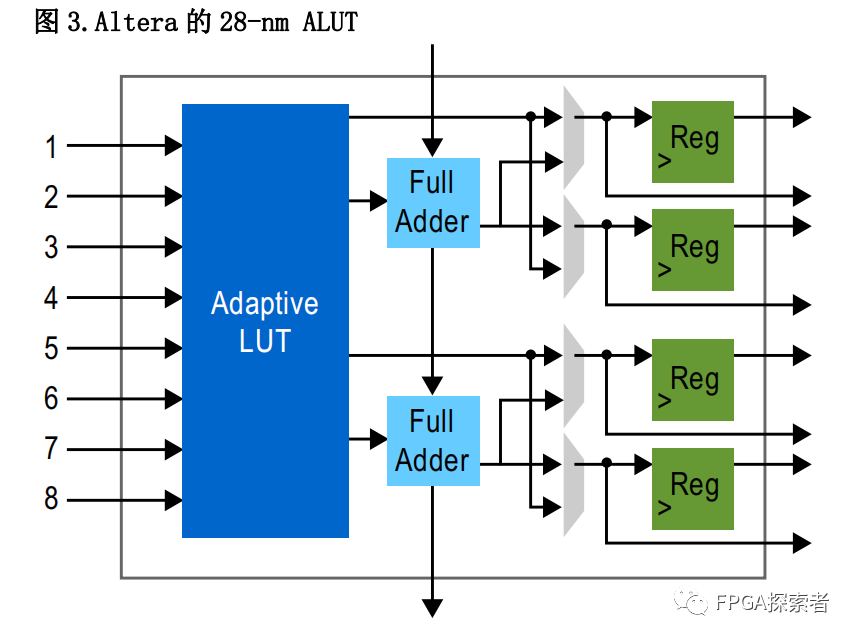 图 3.Altera 的 28-nm ALUT
1
2
3
4
5
6
7
8
Adaptive
LUT
Full
Adder
Full
Adder
Reg
>
Reg
>
Reg
>
Reg
>
FPGA探索者